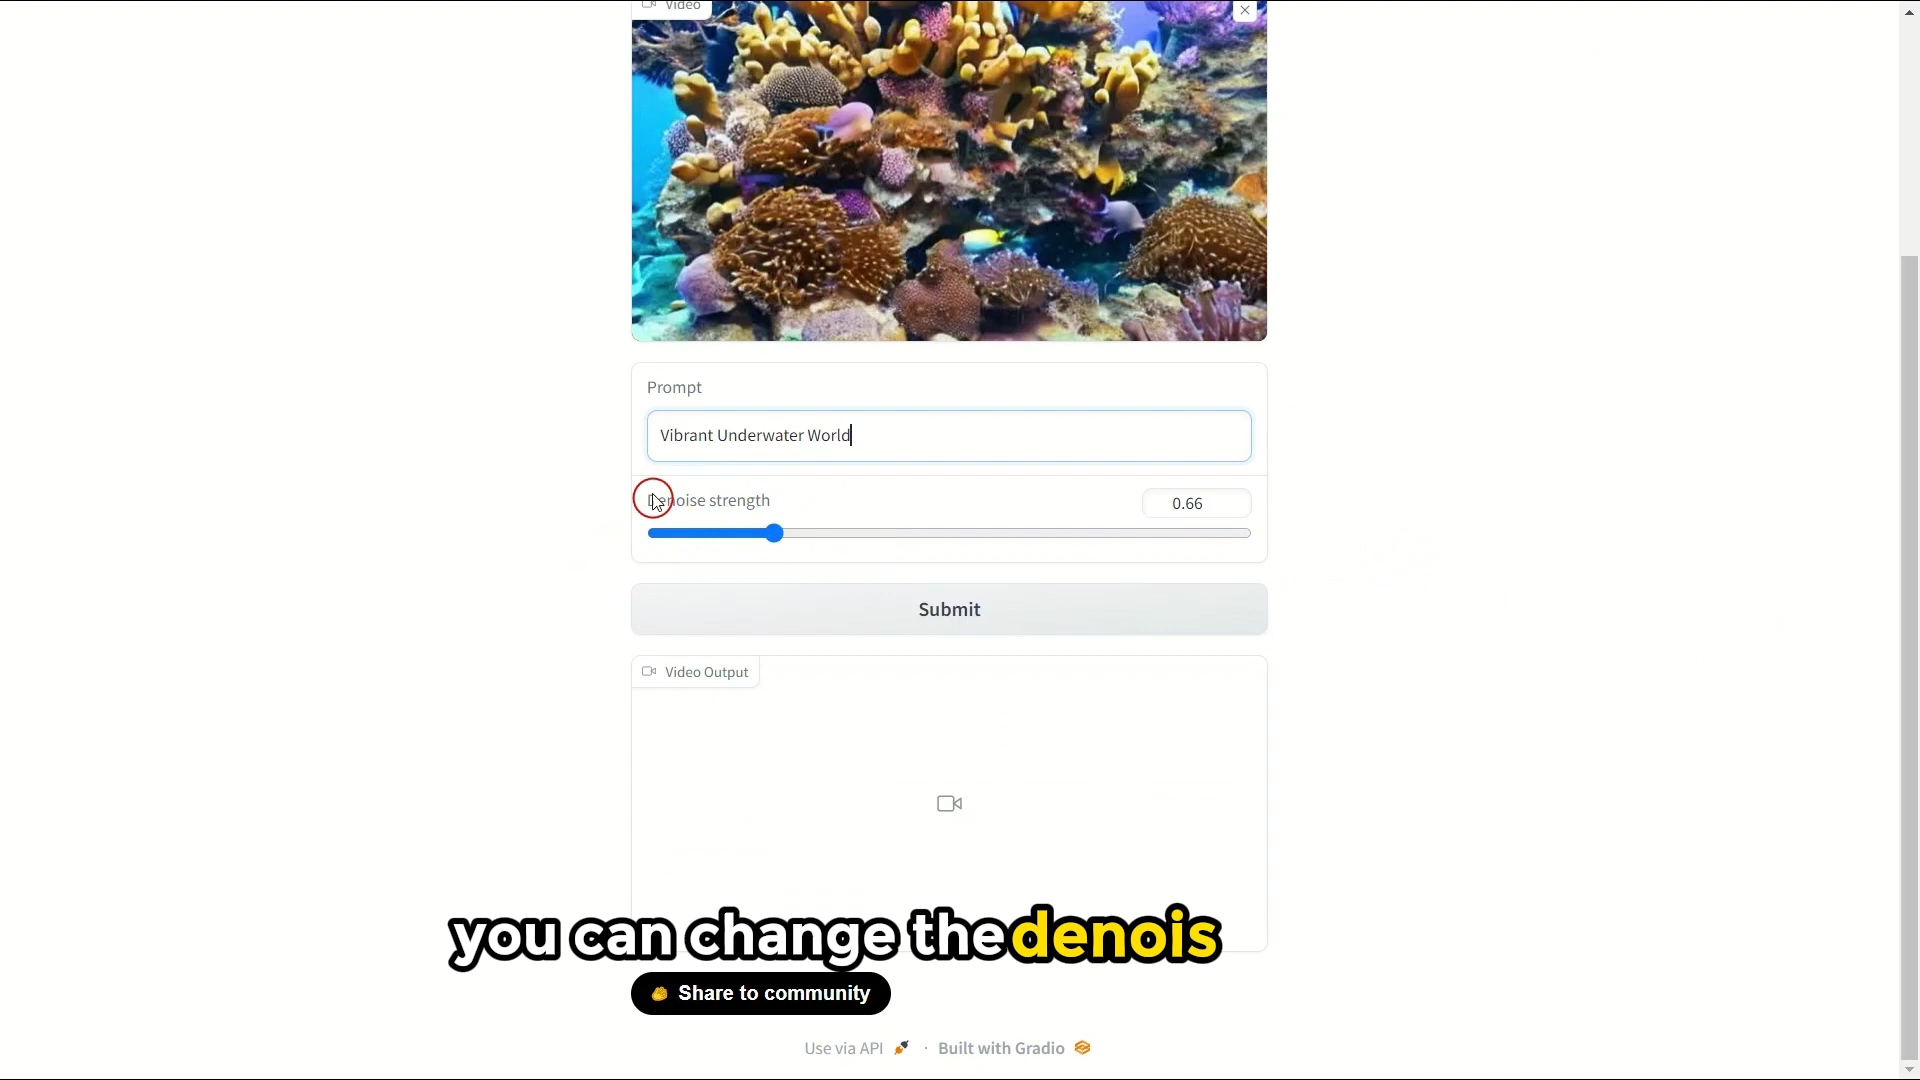 Video
Prompt
Vibrant Underwater World
Denoise strength
0.66
Submit
Video Output
you can change the denois
Share to community
Use via API · Built with Gradio